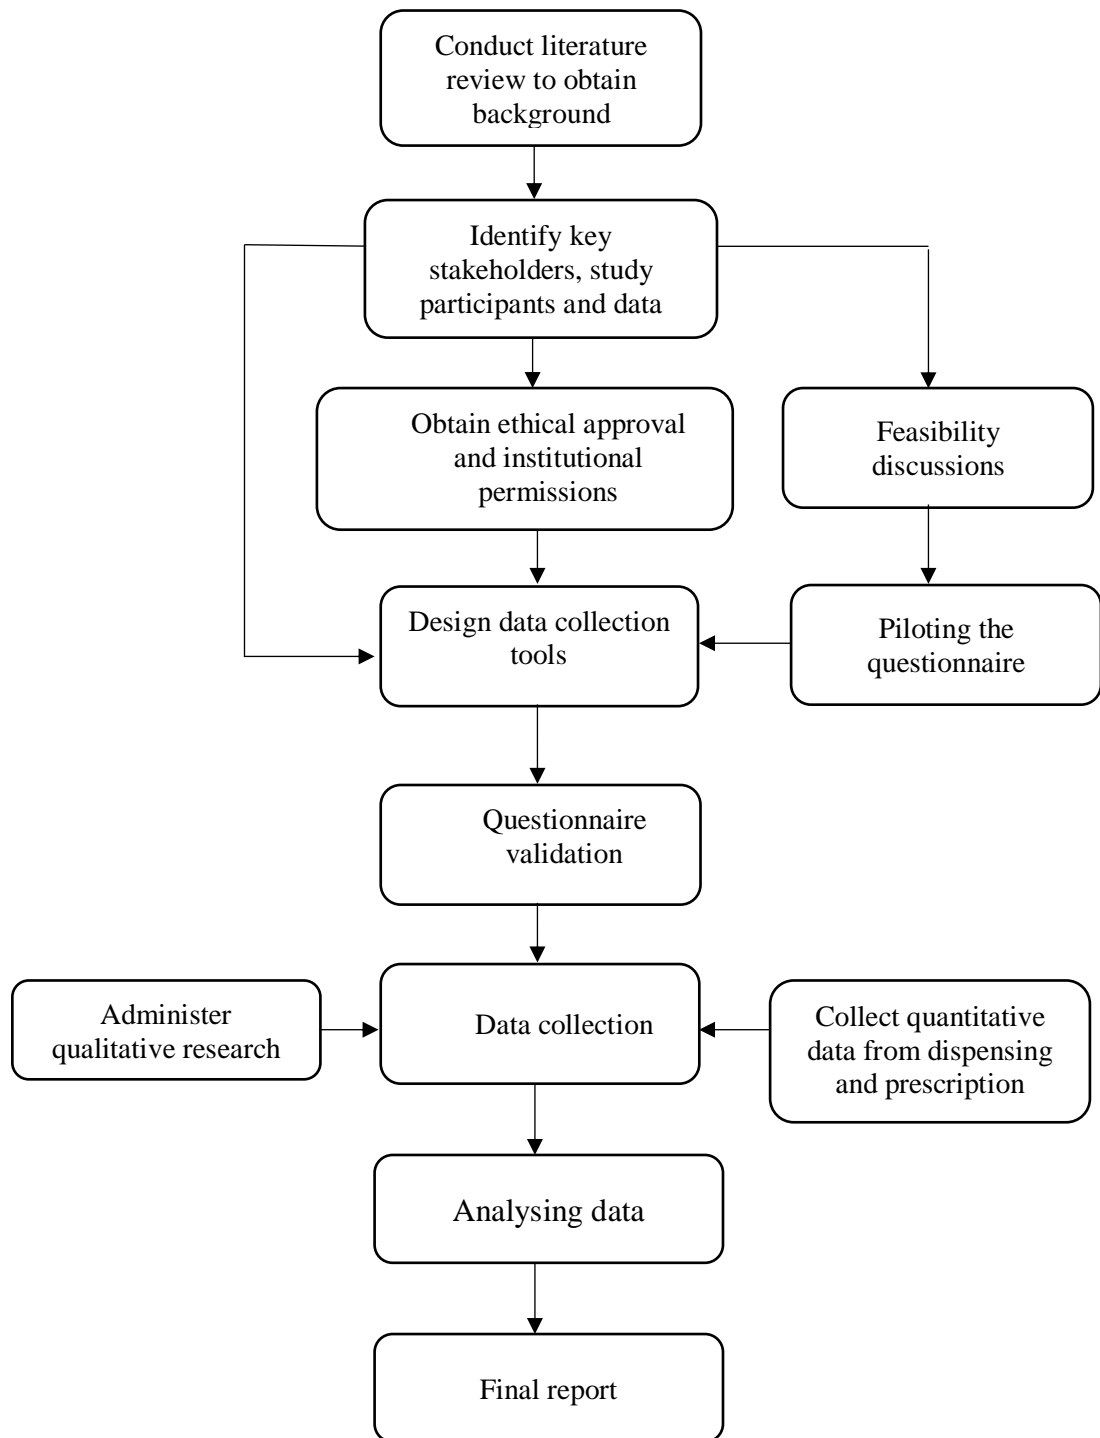 Conduct literature
review to obtain
background
Identify key
stakeholders, study
participants and data
Obtain ethical approval
and institutional
permissions
Feasibility
discussions
Design data collection
tools
Piloting the
questionnaire
Questionnaire
validation
Administer
qualitative research
Data collection
Collect quantitative
data from dispensing
and prescription
Analysing data
Final report